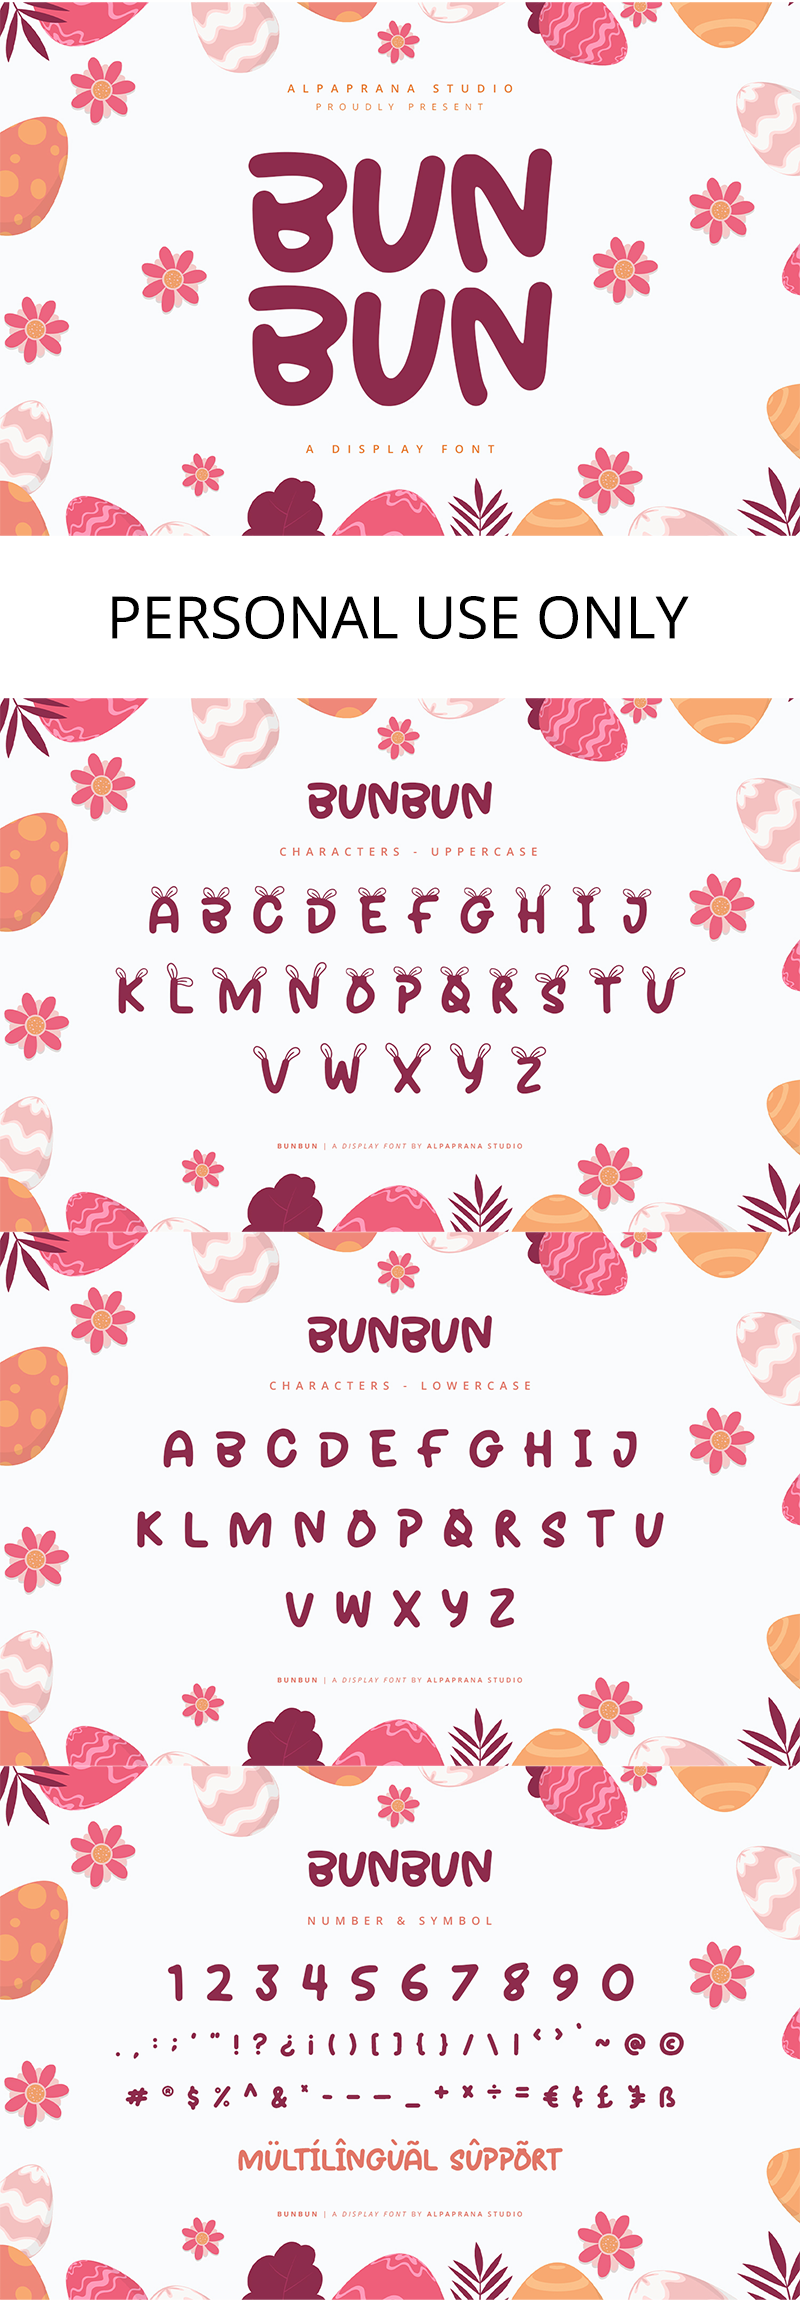 ALPAPRANA STUDIO
PROUDLY PRESENT
BUN
BUN
A DISPLAY FONT
PERSONAL USE ONLY
BUNBUN
CHARACTERS - UPPERCASE
A B C D E F G H I J
K L M N O P Q R S T U
V W X Y Z
BUNBUN | A DISPLAY FONT BY ALPAPRANA STUDIO
BUNBUN
CHARACTERS - LOWERCASE
A B C D E F G H I J
K L M N O P Q R S T U
V W X Y Z
BUNBUN | A DISPLAY FONT BY ALPAPRANA STUDIO
BUNBUN
NUMBER & SYMBOL
1 2 3 4 5 6 7 8 9 0
. , : ; ' " ! ? ¿ ¡ ( ) [ ] { } / \ | ‹ › ` ~ @ ©
# ® $ % ^ & * - – — _ + × ÷ = € ¢ £ ¥ ß
MÜLTÍLÎNGÙÃL SÛPPÕRT
BUNBUN | A DISPLAY FONT BY ALPAPRANA STUDIO